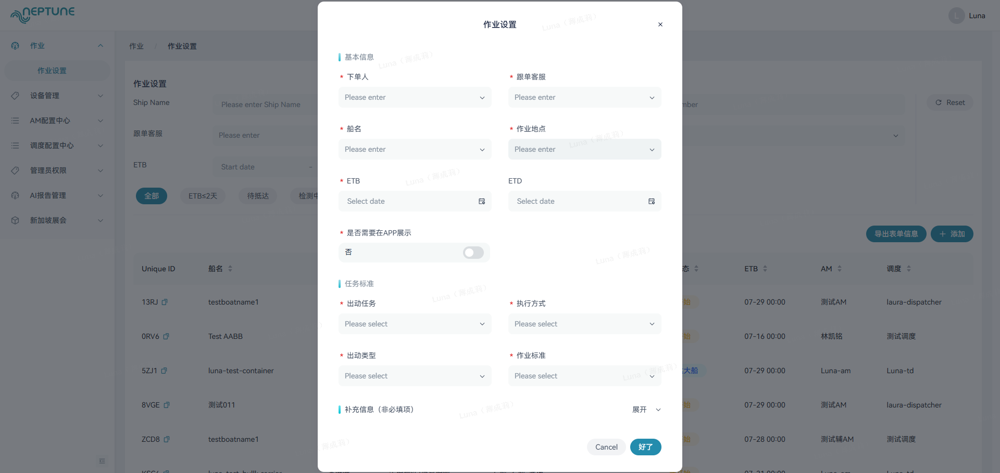 NEPTUNE
L Luna
作业
作业设置
设备管理
AM配置中心
调度配置中心
管理员权限
AI报告管理
新加坡展会
作业 / 作业设置
作业设置
Ship Name Please enter Ship Name
mber
Reset
跟单客服 Please enter
ETB Start date -
全部 ETB≤2天 待抵达 检测中
导出表单信息 + 添加
Unique ID 船名 态 ETB AM 调度
13RJ testboatname1 始 07-29 00:00 测试AM laura-dispatcher
0RV6 Test AABB 始 07-16 00:00 林凯铭 测试调度
5ZJ1 luna-test-container 大船 07-29 00:00 Luna-am Luna-td
8VGE 测试011 始 07-29 00:00 测试AM laura-dispatcher
ZCD8 testboatname1 始 07-28 00:00 测试辅AM 测试调度
作业设置
基本信息
* 下单人 * 跟单客服
Please enter Please enter
* 船名 * 作业地点
Please enter Please enter
* ETB ETD
Select date Select date
* 是否需要在APP展示
否
任务标准
* 出动任务 * 执行方式
Please select Please select
* 出动类型 * 作业标准
Please select Please select
补充信息（非必填项） 展开
Cancel 好了